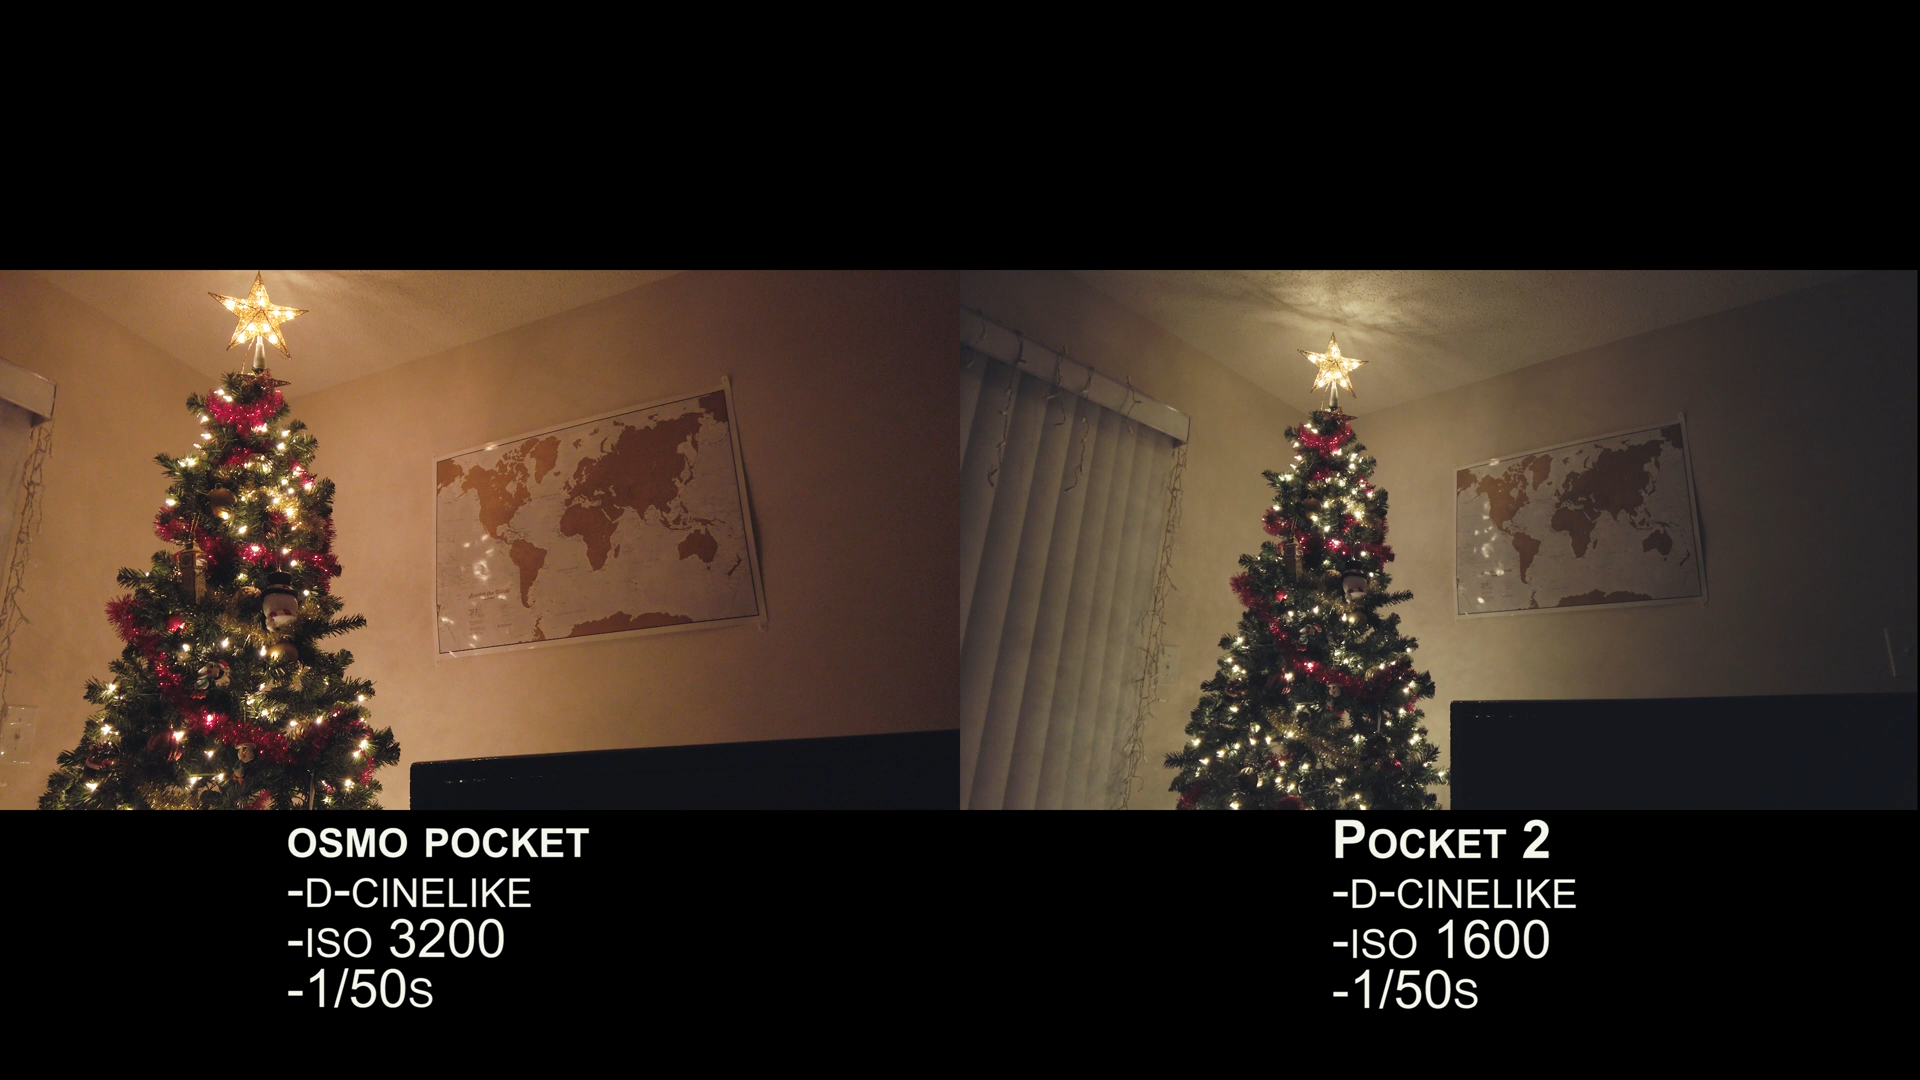 OSMO POCKET
-D-CINELIKE
-ISO 3200
-1/50S
POCKET 2
-D-CINELIKE
-ISO 1600
-1/50S